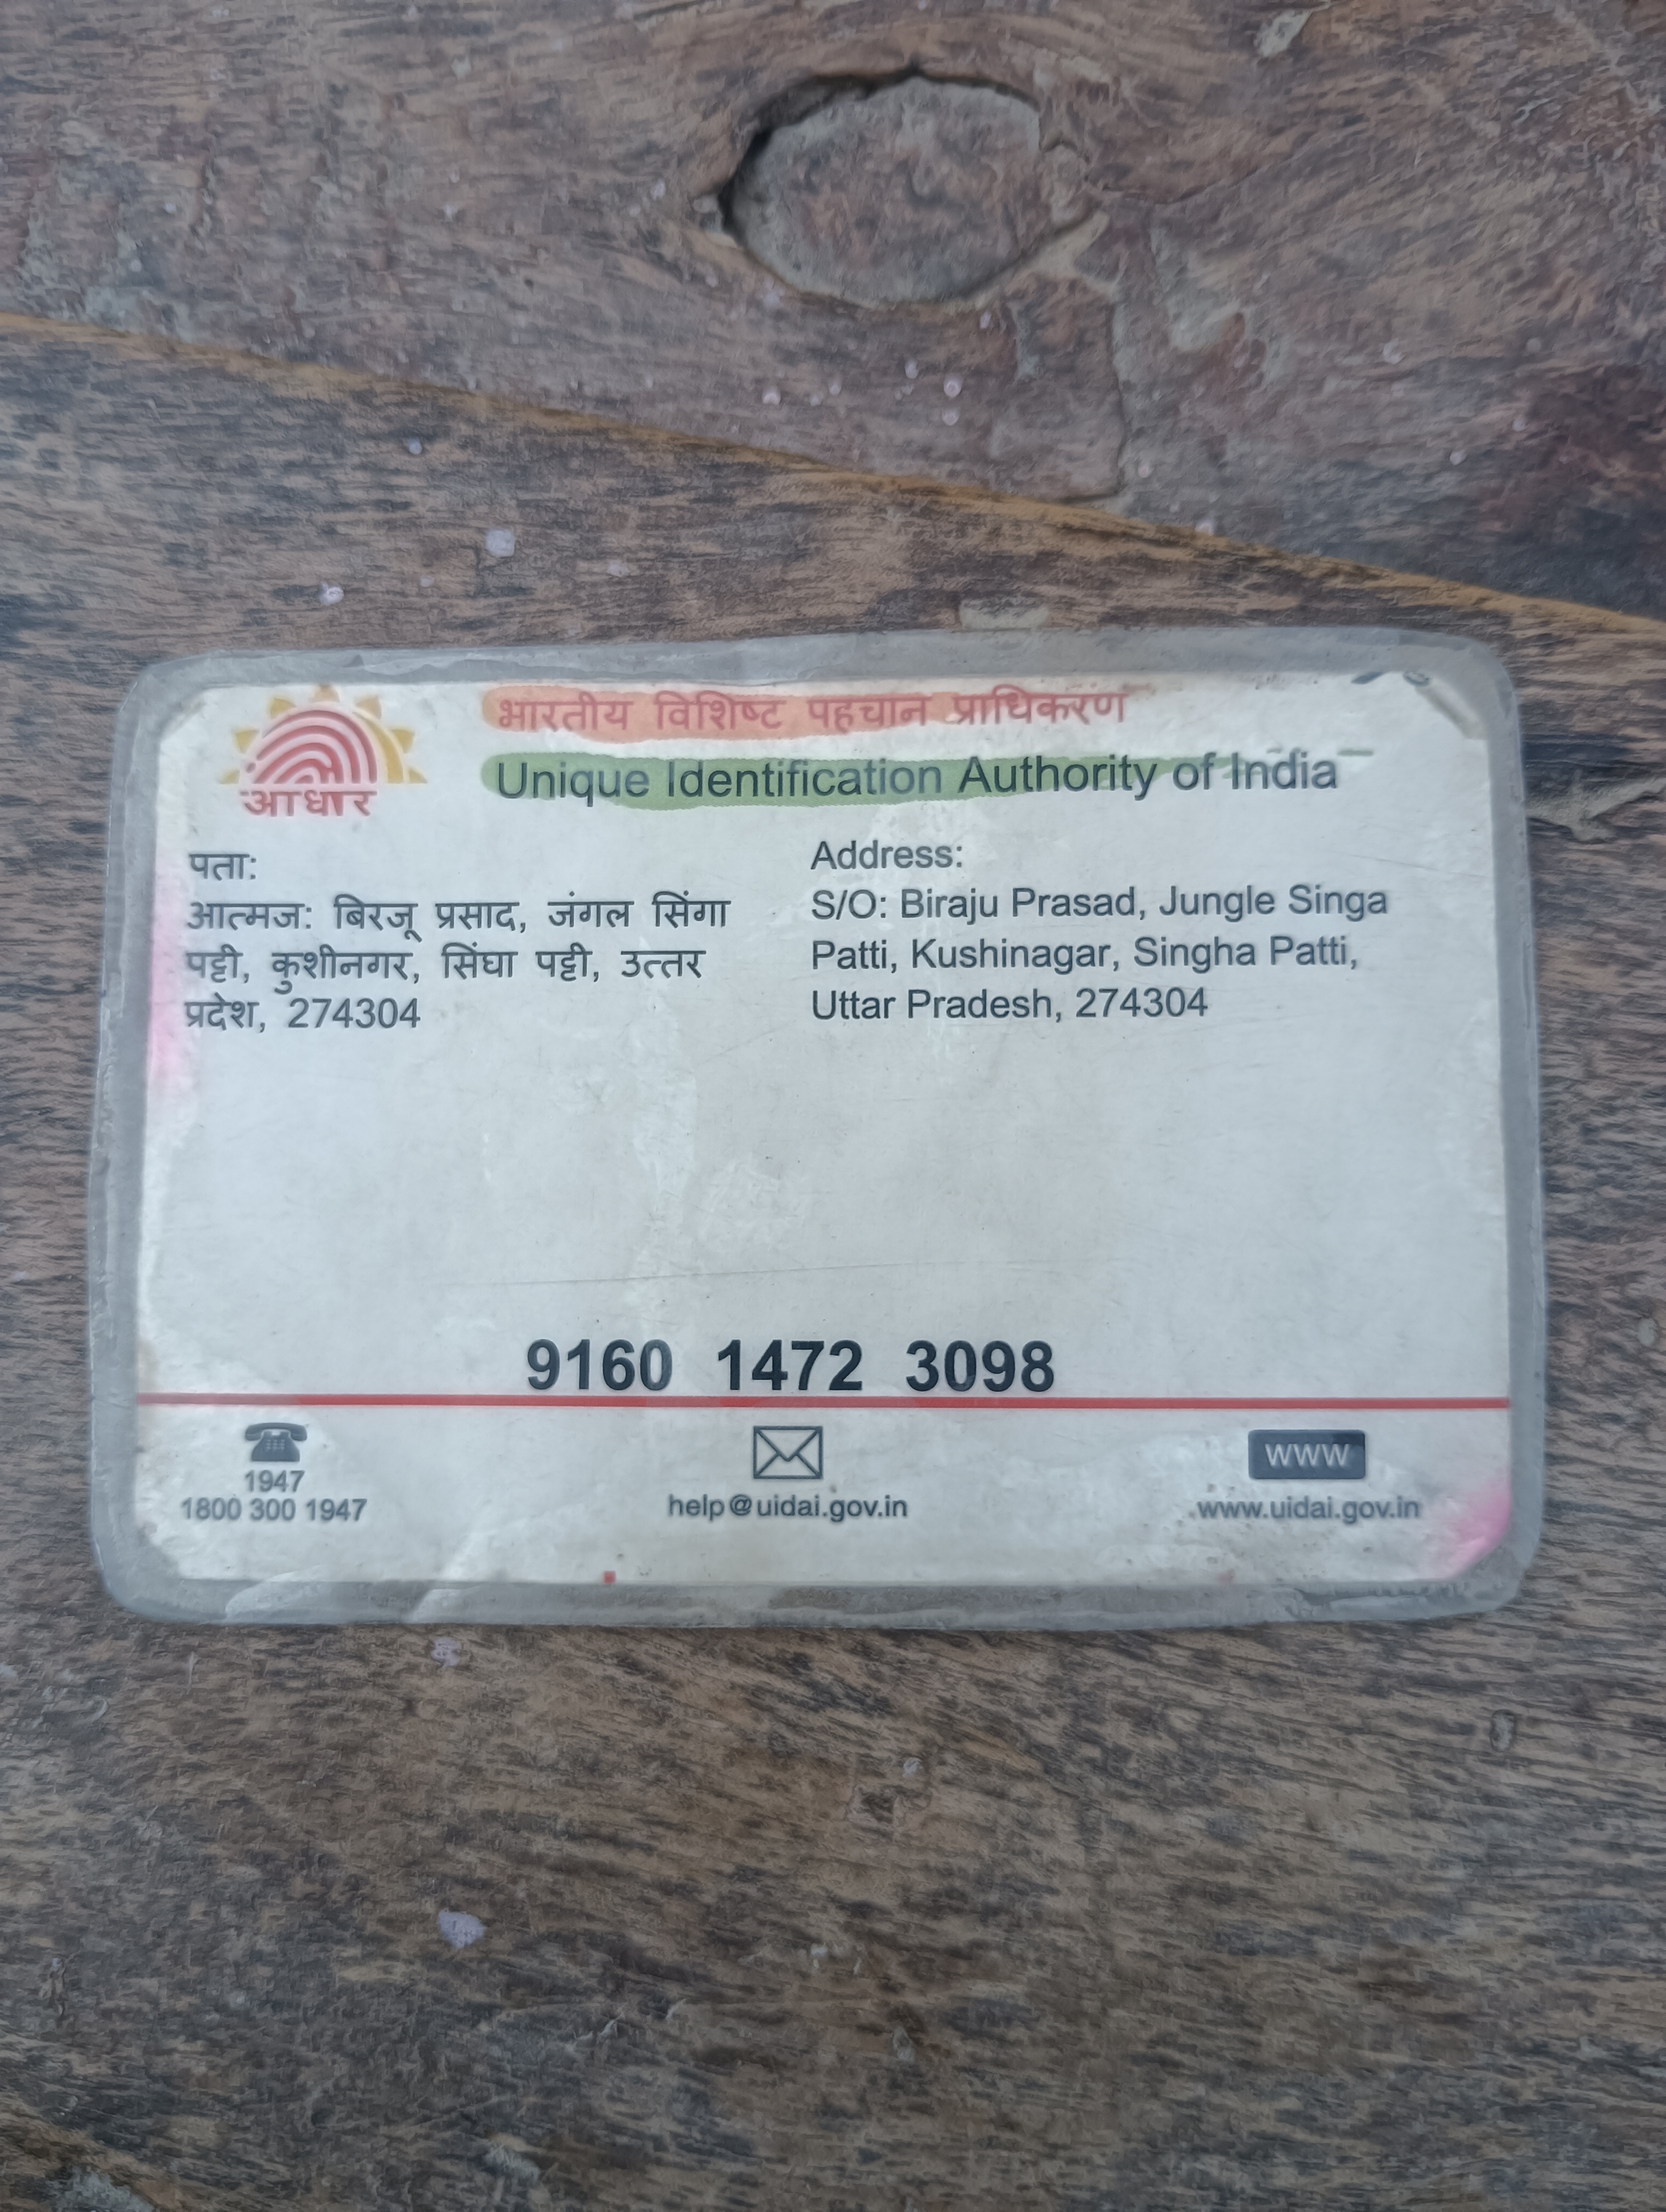 भारतीय विशिष्ट पहचान प्राधिकरण
Unique Identification Authority of India
आधार
पता:
आत्मज: बिरजू प्रसाद, जंगल सिंगा
पट्टी, कुशीनगर, सिंघा पट्टी, उत्तर
प्रदेश, 274304
Address:
S/O: Biraju Prasad, Jungle Singa
Patti, Kushinagar, Singha Patti,
Uttar Pradesh, 274304
9160 1472 3098
1947
1800 300 1947
help@uidai.gov.in
www
www.uidai.gov.in